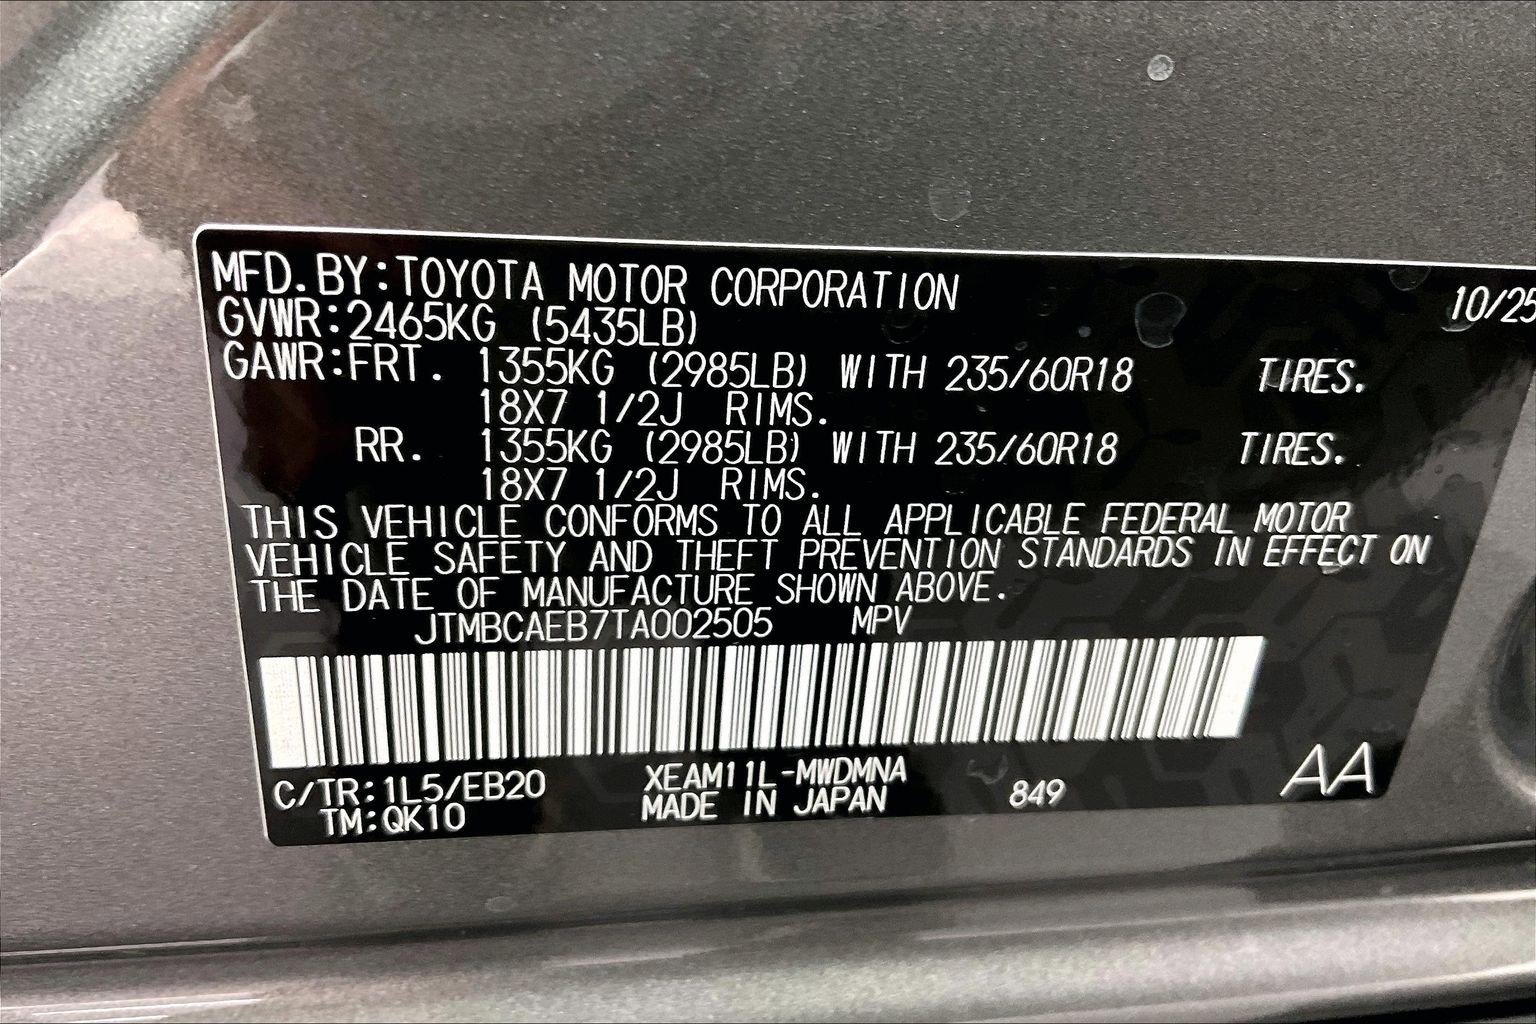 MFD.BY:TOYOTA MOTOR CORPORATION 10/25
GVWR:2465KG (5435LB)
GAWR:FRT. 1355KG (2985LB) WITH 235/60R18 TIRES.
18X7 1/2J RIMS.
RR. 1355KG (2985LB) WITH 235/60R18 TIRES.
18X7 1/2J RIMS.
THIS VEHICLE CONFORMS TO ALL APPLICABLE FEDERAL MOTOR
VEHICLE SAFETY AND THEFT PREVENTION STANDARDS IN EFFECT ON
THE DATE OF MANUFACTURE SHOWN ABOVE.
JTMBCAEB7TA002505 MPV
C/TR:1L5/EB20 XEAM11L-MWDMNA
TM:QK10 MADE IN JAPAN 849 AA